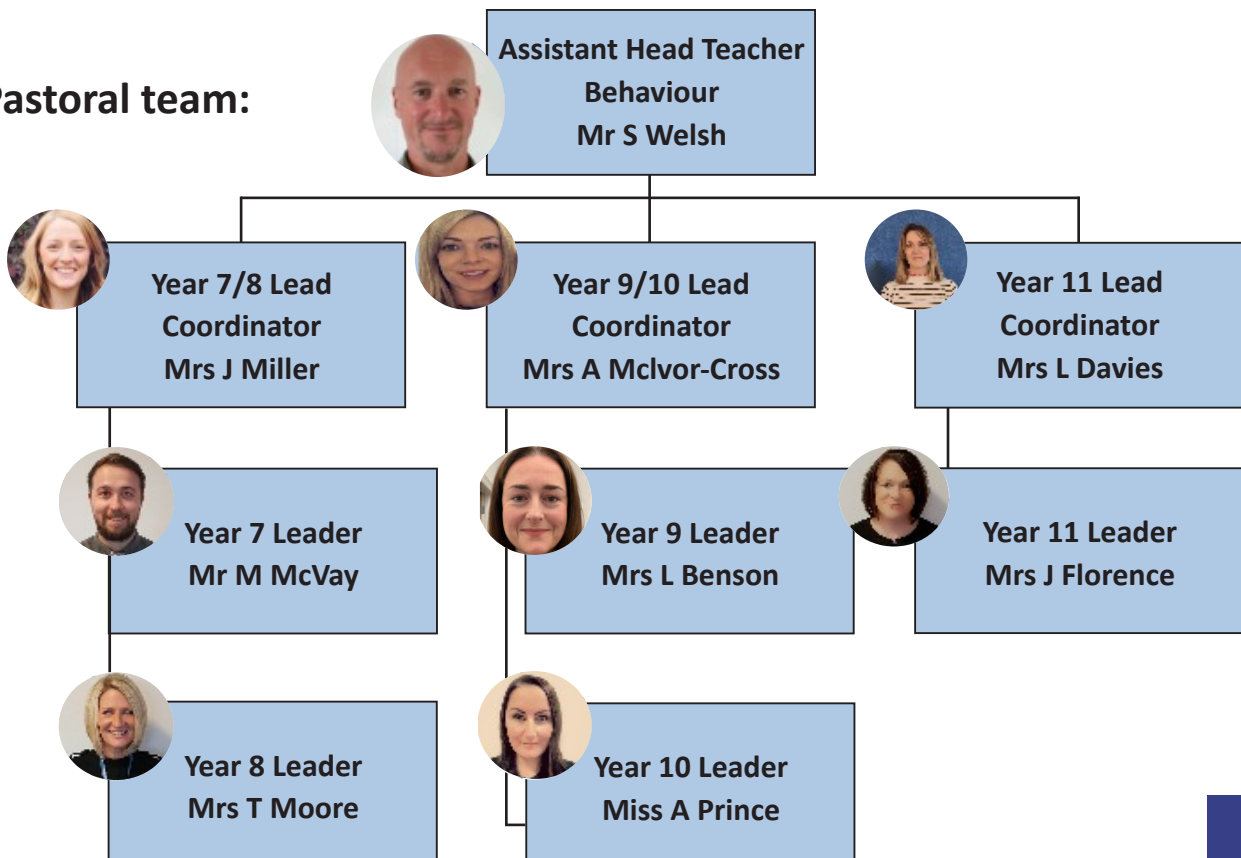 Pastoral team:
Assistant Head Teacher
Behaviour
Mr S Welsh
Year 7/8 Lead
Coordinator
Mrs J Miller
Year 9/10 Lead
Coordinator
Mrs A McIvor-Cross
Year 11 Lead
Coordinator
Mrs L Davies
Year 7 Leader
Mr M McVay
Year 9 Leader
Mrs L Benson
Year 11 Leader
Mrs J Florence
Year 8 Leader
Mrs T Moore
Year 10 Leader
Miss A Prince